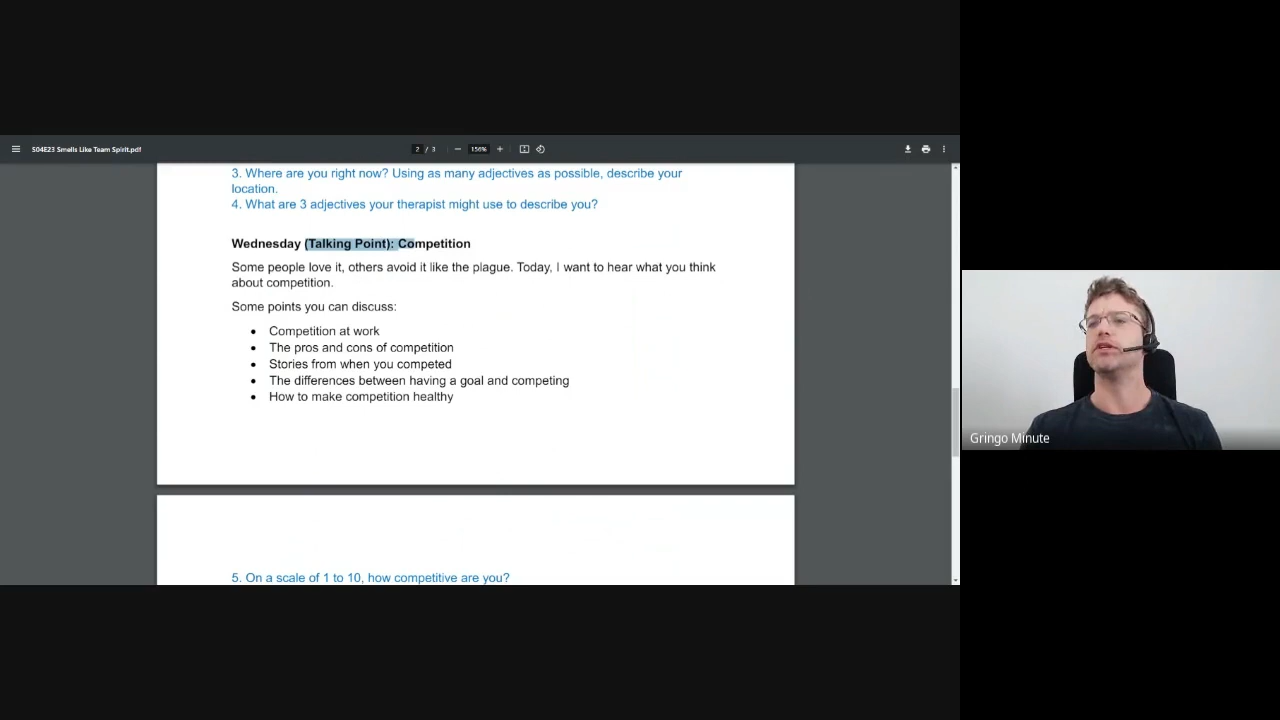 S04E23 Smells Like Team Spirit.pdf
2 / 3
156%
3. Where are you right now? Using as many adjectives as possible, describe your
location.
4. What are 3 adjectives your therapist might use to describe you?
Wednesday (Talking Point): Competition
Some people love it, others avoid it like the plague. Today, I want to hear what you think
about competition.
Some points you can discuss:
• Competition at work
• The pros and cons of competition
• Stories from when you competed
• The differences between having a goal and competing
• How to make competition healthy
5. On a scale of 1 to 10, how competitive are you?
Gringo Minute